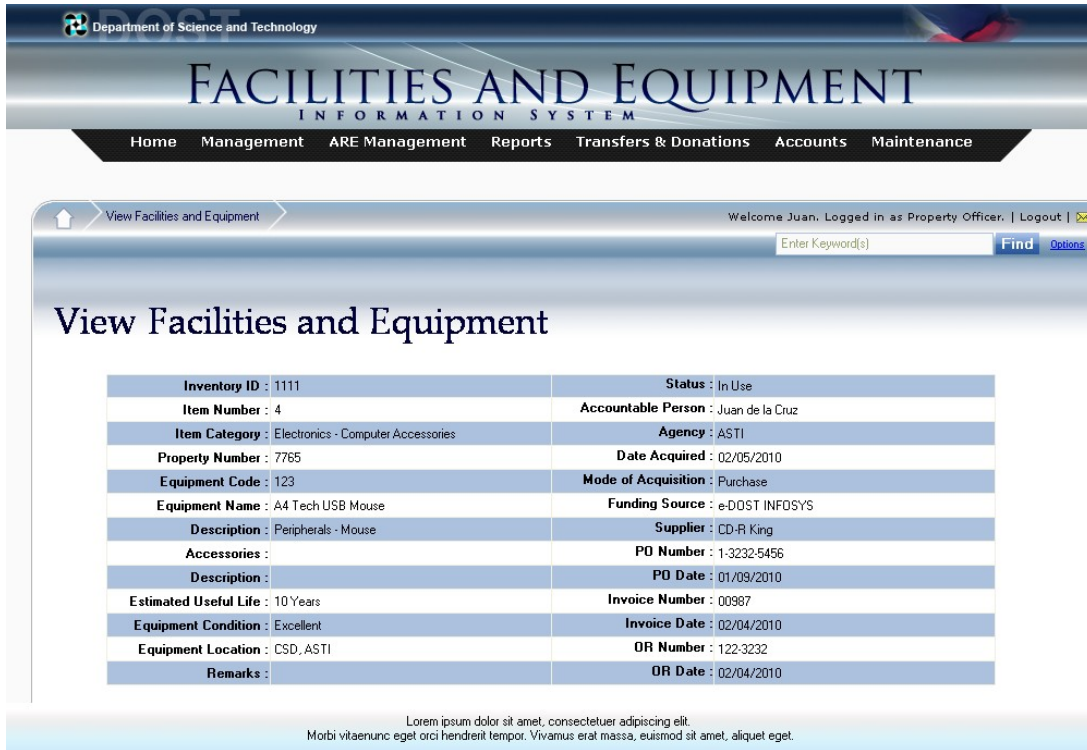 DOST
Department of Science and Technology
FACILITIES AND EQUIPMENT
INFORMATION SYSTEM
Home Management ARE Management Reports Transfers & Donations Accounts Maintenance
View Facilities and Equipment
Welcome Juan. Logged in as Property Officer. | Logout |
Enter Keyword(s) Find Options
View Facilities and Equipment
Inventory ID : 1111 Status : In Use
Item Number : 4 Accountable Person : Juan de la Cruz
Item Category : Electronics - Computer Accessories Agency : ASTI
Property Number : 7765 Date Acquired : 02/05/2010
Equipment Code : 123 Mode of Acquisition : Purchase
Equipment Name : A4 Tech USB Mouse Funding Source : e-DOST INFOSYS
Description : Peripherals - Mouse Supplier : CD-R King
Accessories : PO Number : 1-3232-5456
Description : PO Date : 01/09/2010
Estimated Useful Life : 10 Years Invoice Number : 00987
Equipment Condition : Excellent Invoice Date : 02/04/2010
Equipment Location : CSD, ASTI OR Number : 122-3232
Remarks : OR Date : 02/04/2010
Lorem ipsum dolor sit amet, consectetuer adipiscing elit.
Morbi vitaenunc eget orci hendrerit tempor. Vivamus erat massa, euismod sit amet, aliquet eget.